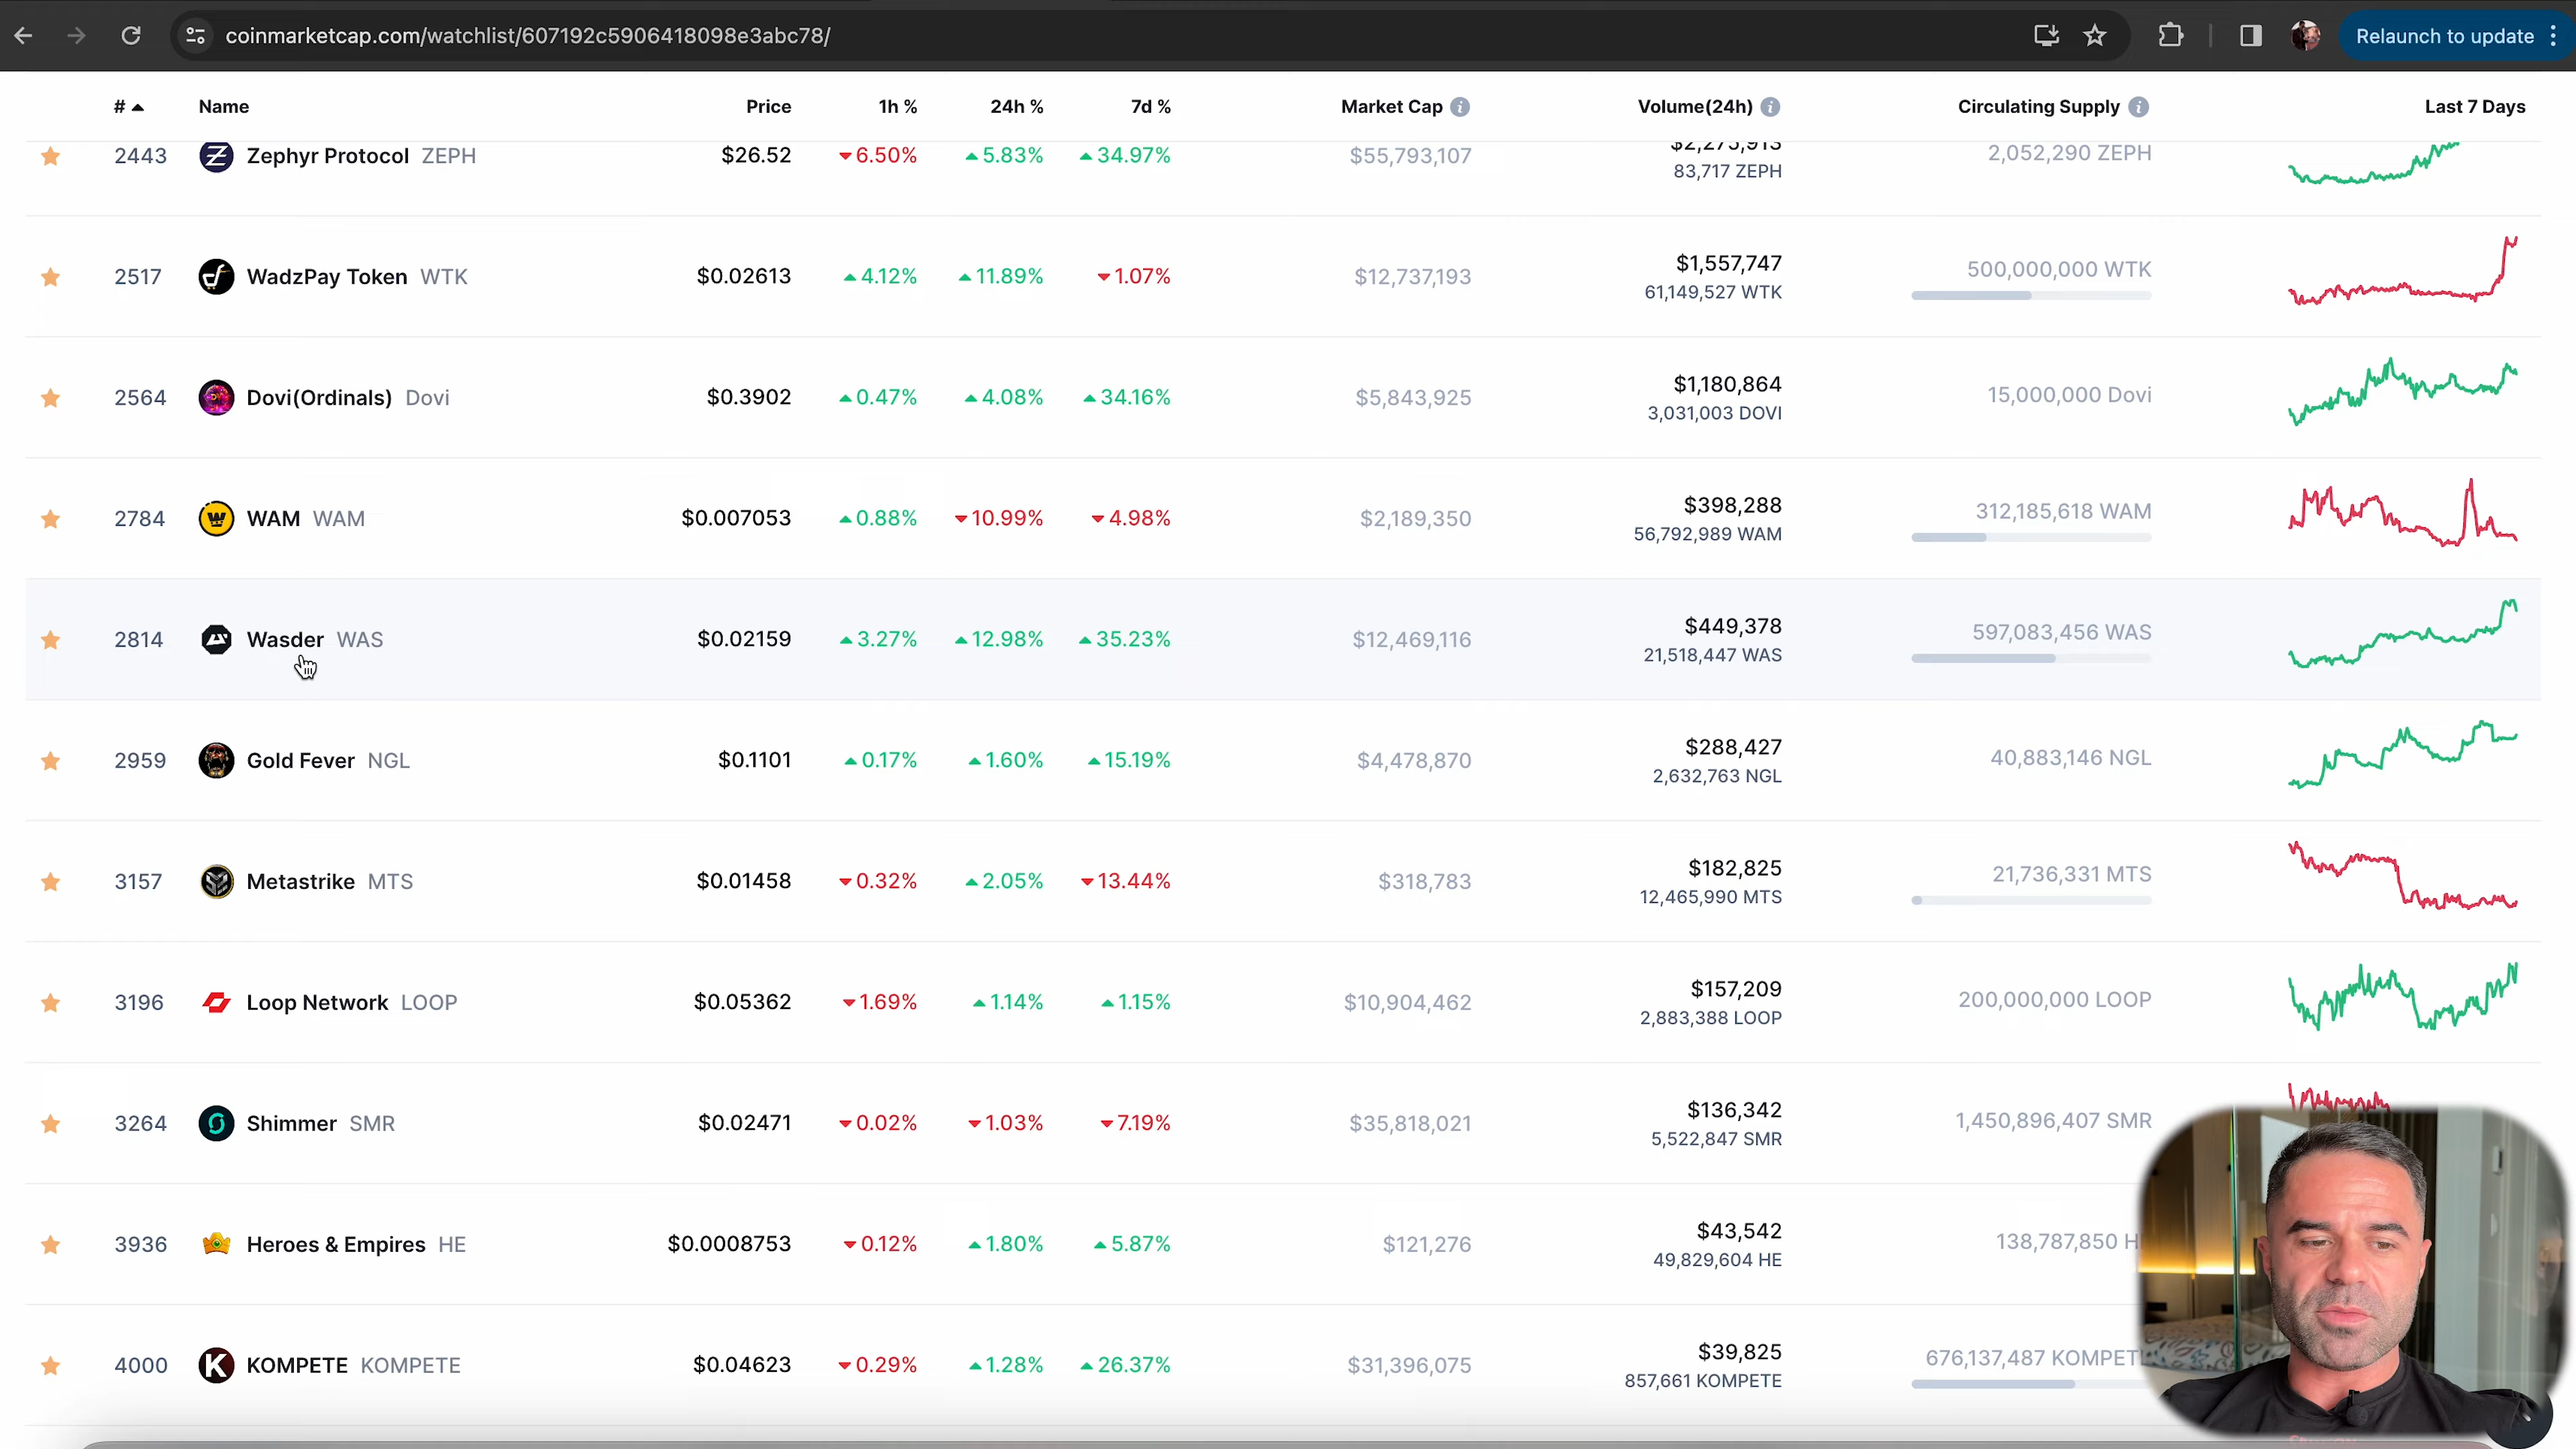 coinmarketcap.com/watchlist/607192c5906418098e3abc78/
Relaunch to update
# Name Price 1h % 24h % 7d % Market Cap Volume(24h) Circulating Supply Last 7 Days
2443 Zephyr Protocol ZEPH $26.52 6.50% 5.83% 34.97% $55,793,107 $2,275,913 2,052,290 ZEPH
83,717 ZEPH
2517 WadzPay Token WTK $0.02613 4.12% 11.89% 1.07% $12,737,193 $1,557,747 500,000,000 WTK
61,149,527 WTK
2564 Dovi(Ordinals) Dovi $0.3902 0.47% 4.08% 34.16% $5,843,925 $1,180,864 15,000,000 Dovi
3,031,003 DOVI
2784 WAM WAM $0.007053 0.88% 10.99% 4.98% $2,189,350 $398,288 312,185,618 WAM
56,792,989 WAM
2814 Wasder WAS $0.02159 3.27% 12.98% 35.23% $12,469,116 $449,378 597,083,456 WAS
21,518,447 WAS
2959 Gold Fever NGL $0.1101 0.17% 1.60% 15.19% $4,478,870 $288,427 40,883,146 NGL
2,632,763 NGL
3157 Metastrike MTS $0.01458 0.32% 2.05% 13.44% $318,783 $182,825 21,736,331 MTS
12,465,990 MTS
3196 Loop Network LOOP $0.05362 1.69% 1.14% 1.15% $10,904,462 $157,209 200,000,000 LOOP
2,883,388 LOOP
3264 Shimmer SMR $0.02471 0.02% 1.03% 7.19% $35,818,021 $136,342 1,450,896,407 SMR
5,522,847 SMR
3936 Heroes & Empires HE $0.0008753 0.12% 1.80% 5.87% $121,276 $43,542 138,787,850 H
49,829,604 HE
4000 KOMPETE KOMPETE $0.04623 0.29% 1.28% 26.37% $31,396,075 $39,825 676,137,487 KOMPET
857,661 KOMPETE